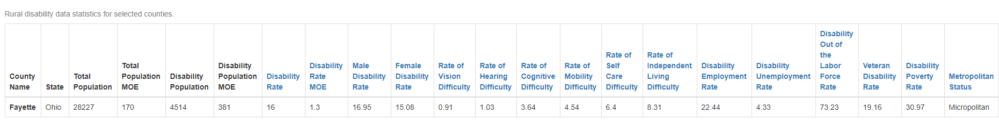 Rural disability data statistics for selected counties.
County Name | State | Total Population | Total Population MOE | Disability Population | Disability Population MOE | Disability Rate | Disability Rate MOE | Male Disability Rate | Female Disability Rate | Rate of Vision Difficulty | Rate of Hearing Difficulty | Rate of Cognitive Difficulty | Rate of Mobility Difficulty | Rate of Self Care Difficulty | Rate of Independent Living Difficulty | Disability Employment Rate | Disability Unemployment Rate | Disability Out of the Labor Force Rate | Veteran Disability Rate | Disability Poverty Rate | Metropolitan Status
Fayette | Ohio | 28227 | 170 | 4514 | 381 | 16 | 1.3 | 16.95 | 15.08 | 0.91 | 1.03 | 3.64 | 4.54 | 6.4 | 8.31 | 22.44 | 4.33 | 73.23 | 19.16 | 30.97 | Micropolitan